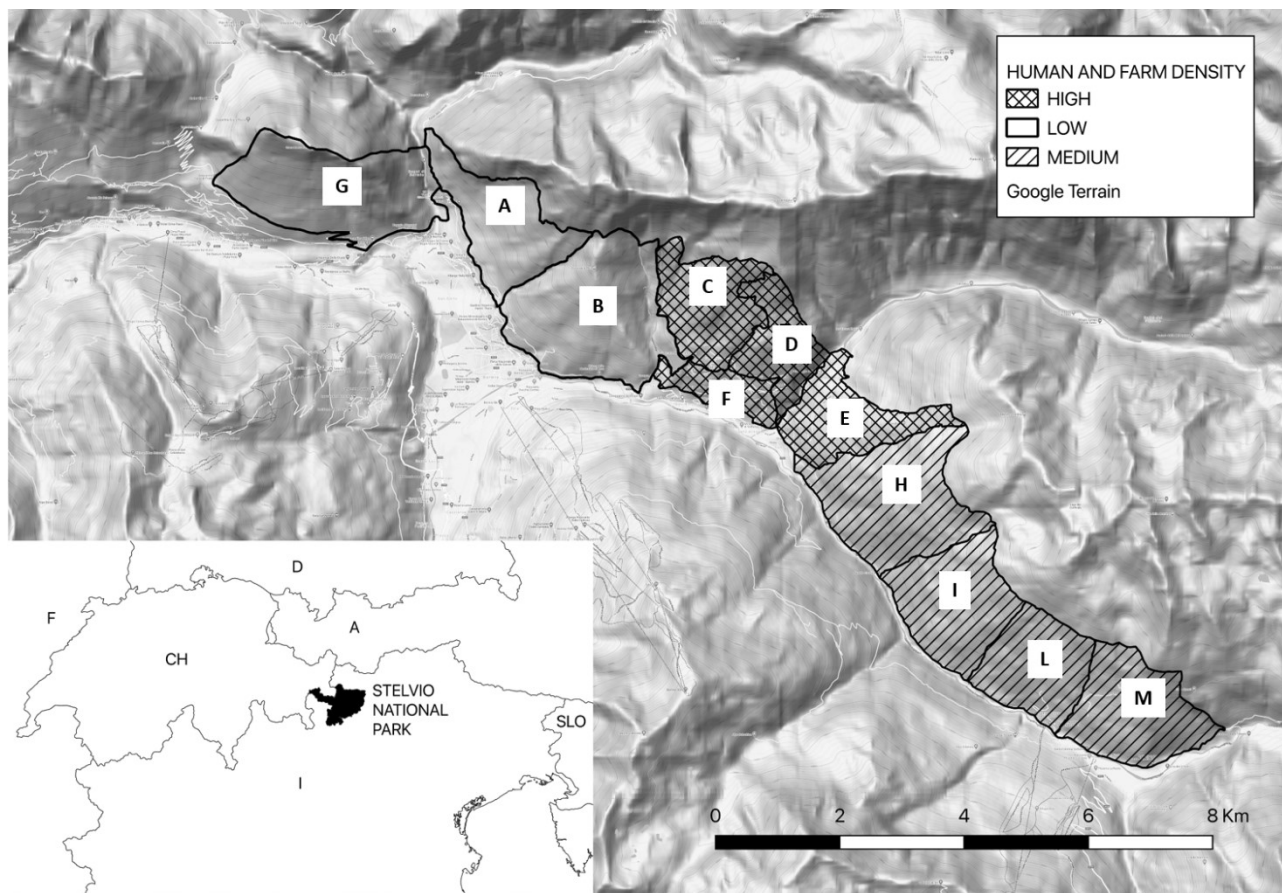 HUMAN AND FARM DENSITY
HIGH
LOW
MEDIUM
Google Terrain
G
A
B
C
D
F
E
H
I
L
M
D
F
A
CH
STELVIO
NATIONAL
PARK
SLO
I
0 2 4 6 8 Km